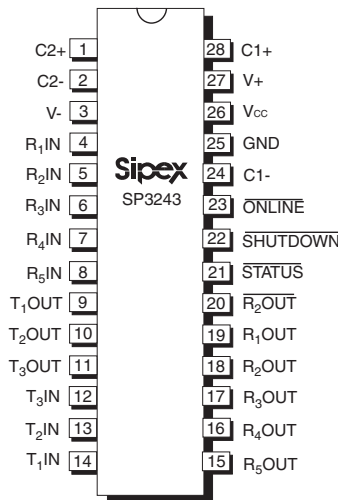 C2+ 1 28 C1+
C2- 2 27 V+
V- 3 26 Vcc
R1IN 4 25 GND
R2IN 5 Sipex 24 C1-
R3IN 6 SP3243 23 ONLINE
R4IN 7 22 SHUTDOWN
R5IN 8 21 STATUS
T1OUT 9 20 R2OUT
T2OUT 10 19 R1OUT
T3OUT 11 18 R2OUT
T3IN 12 17 R3OUT
T2IN 13 16 R4OUT
T1IN 14 15 R5OUT